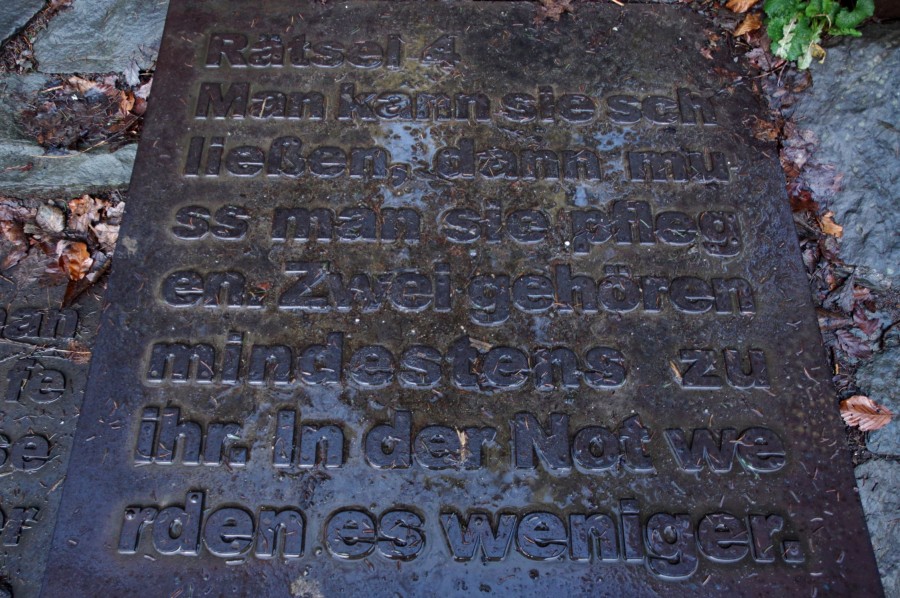 Rätsel 4
Man kann sie sch
ließen, dann mu
ss man sie pfleg
en. Zwei gehören
mindestens zu
ihr. In der Not we
rden es weniger.